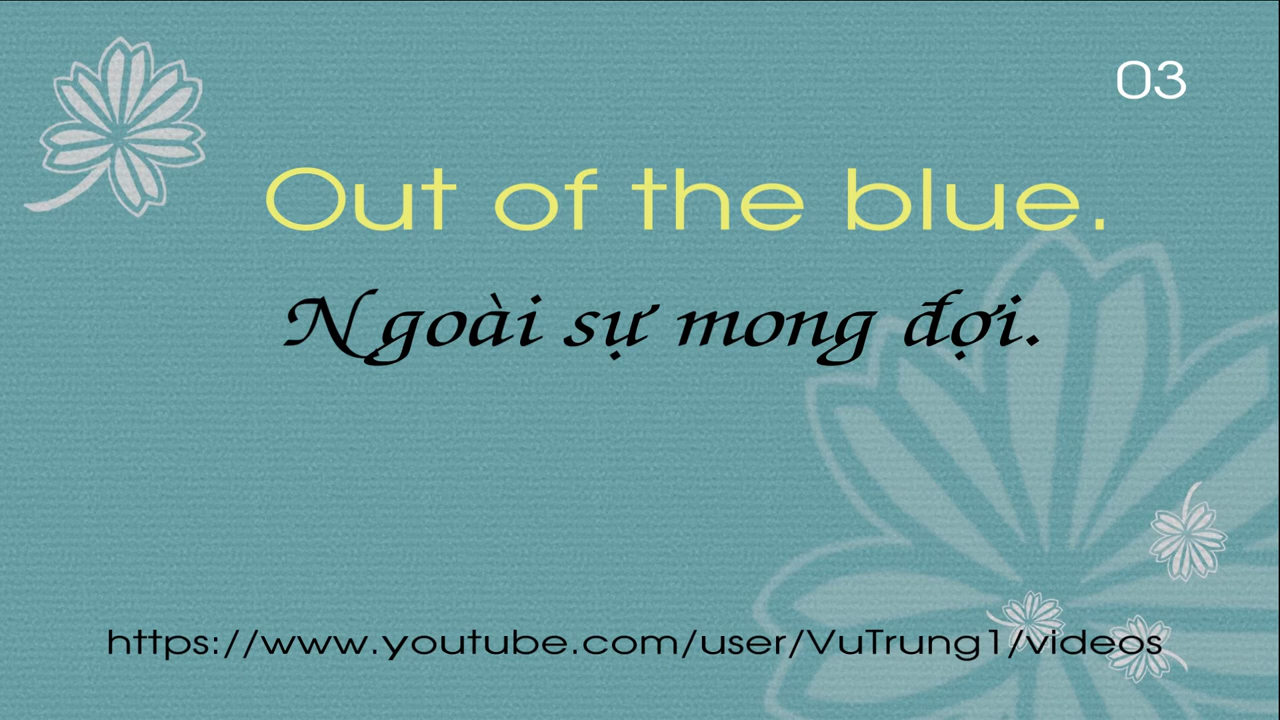 03
Out of the blue.
Ngoài sự mong đợi.
https://www.youtube.com/user/VuTrung1/videos